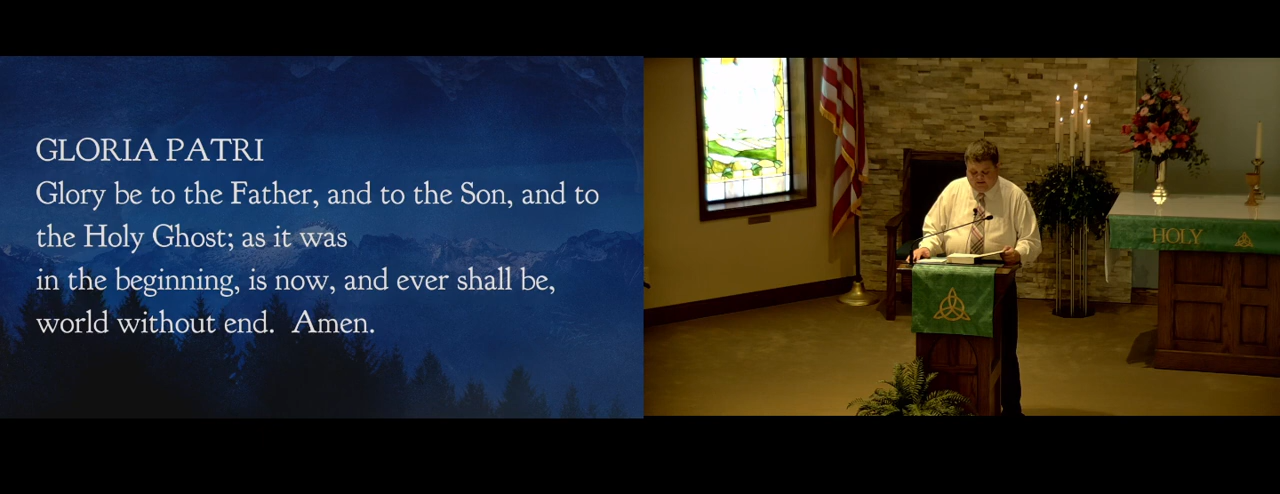 GLORIA PATRI
Glory be to the Father, and to the Son, and to
the Holy Ghost; as it was
in the beginning, is now, and ever shall be,
world without end.  Amen.
HOLY